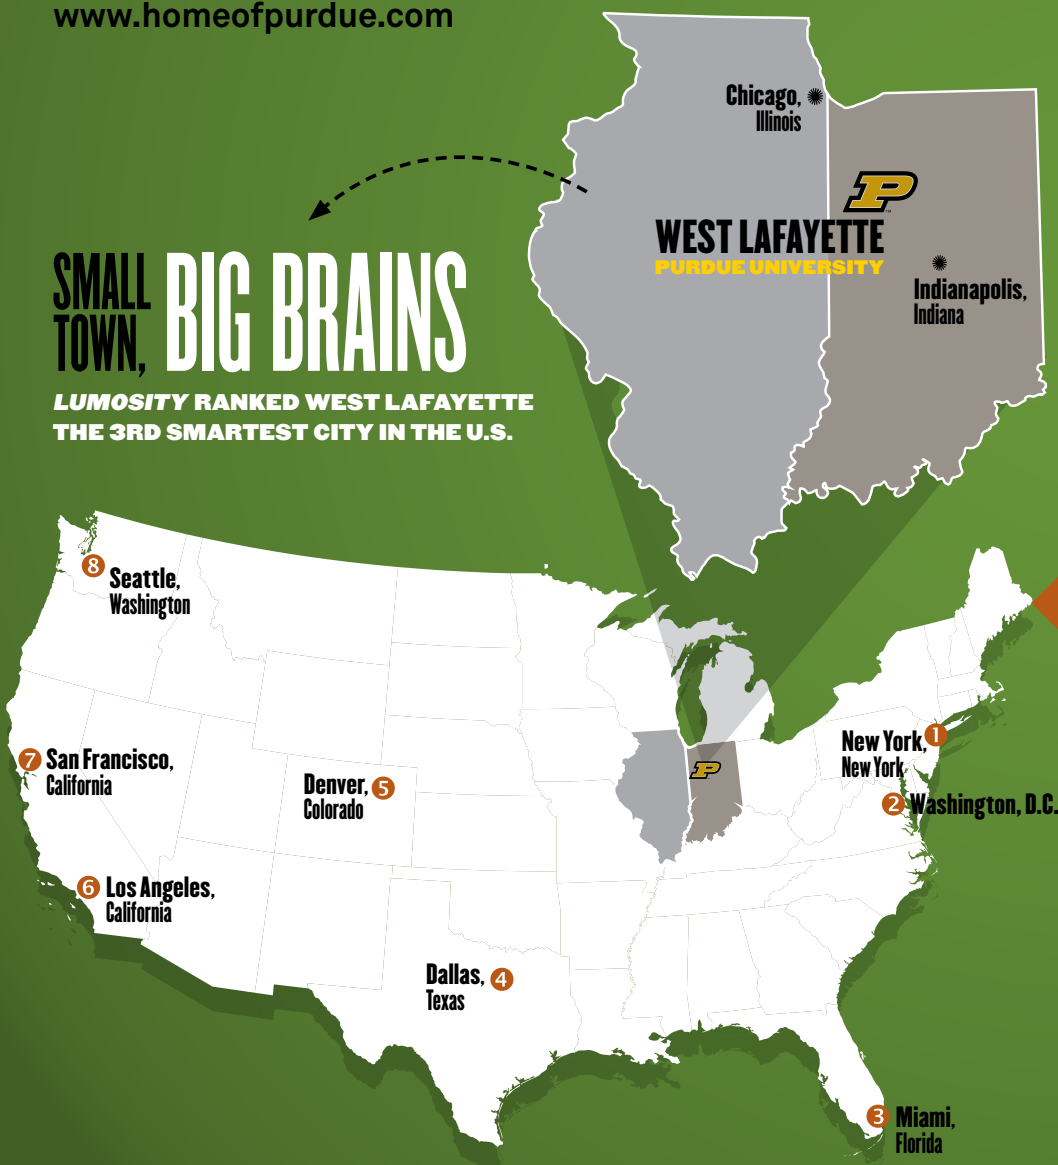 www.homeofpurdue.com
Chicago,
Illinois
P
WEST LAFAYETTE
PURDUE UNIVERSITY
Indianapolis,
Indiana
SMALL
TOWN, BIG BRAINS
LUMOSITY RANKED WEST LAFAYETTE
THE 3RD SMARTEST CITY IN THE U.S.
8 Seattle,
Washington
New York, 1
New York
7 San Francisco,
California
P
Denver, 5
Colorado
2 Washington, D.C.
6 Los Angeles,
California
Dallas, 4
Texas
3 Miami,
Florida